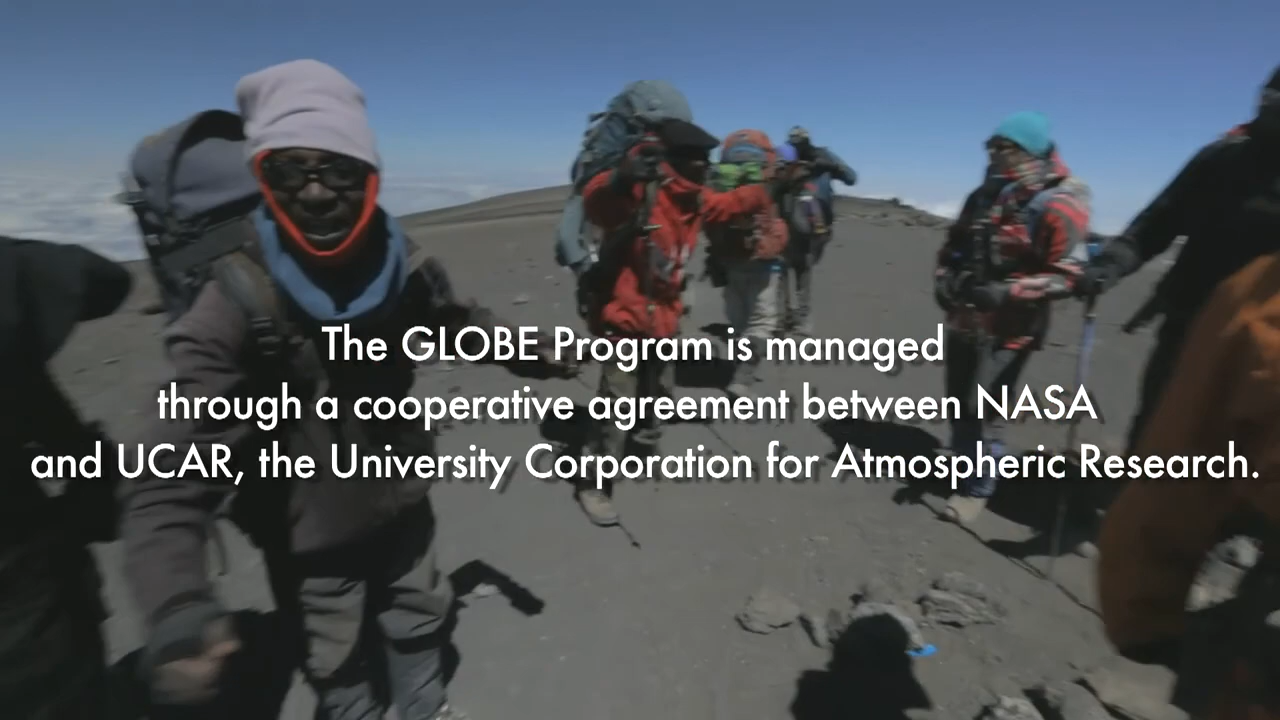 The GLOBE Program is managed
through a cooperative agreement between NASA
and UCAR, the University Corporation for Atmospheric Research.